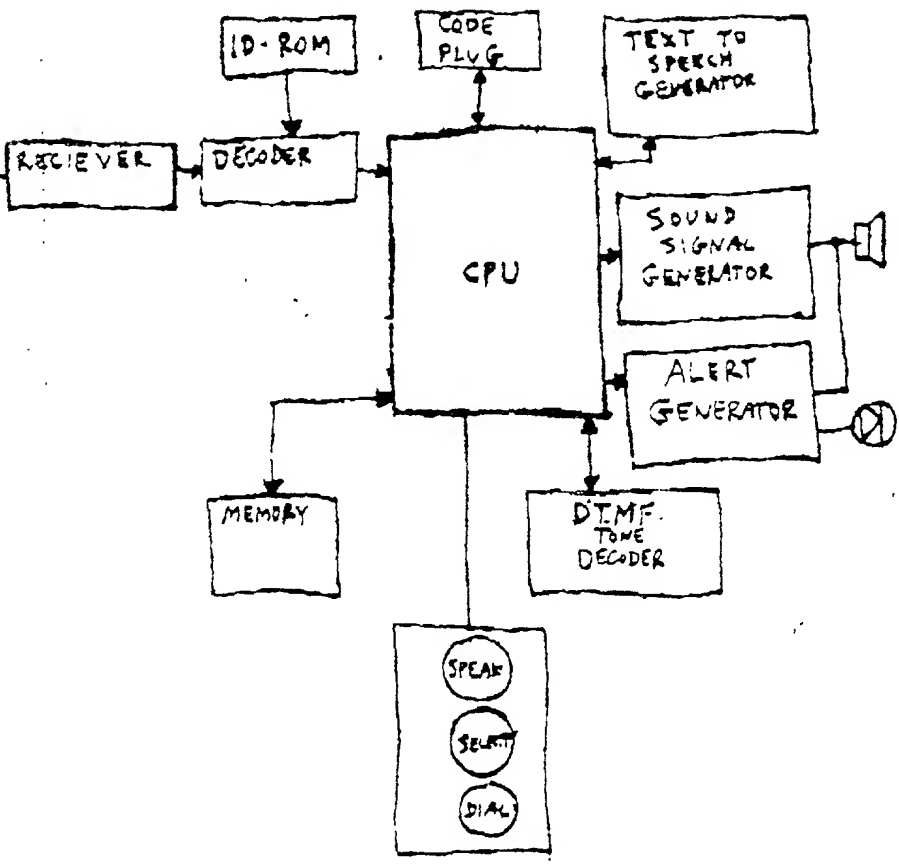 ID-ROM
CODE
PLUG
TEXT TO
SPEECH
GENERATOR
RECIEVER
DECODER
CPU
SOUND
SIGNAL
GENERATOR
ALERT
GENERATOR
MEMORY
DTMF.
TONE
DECODER
SPEAK
SELECT
DIAL